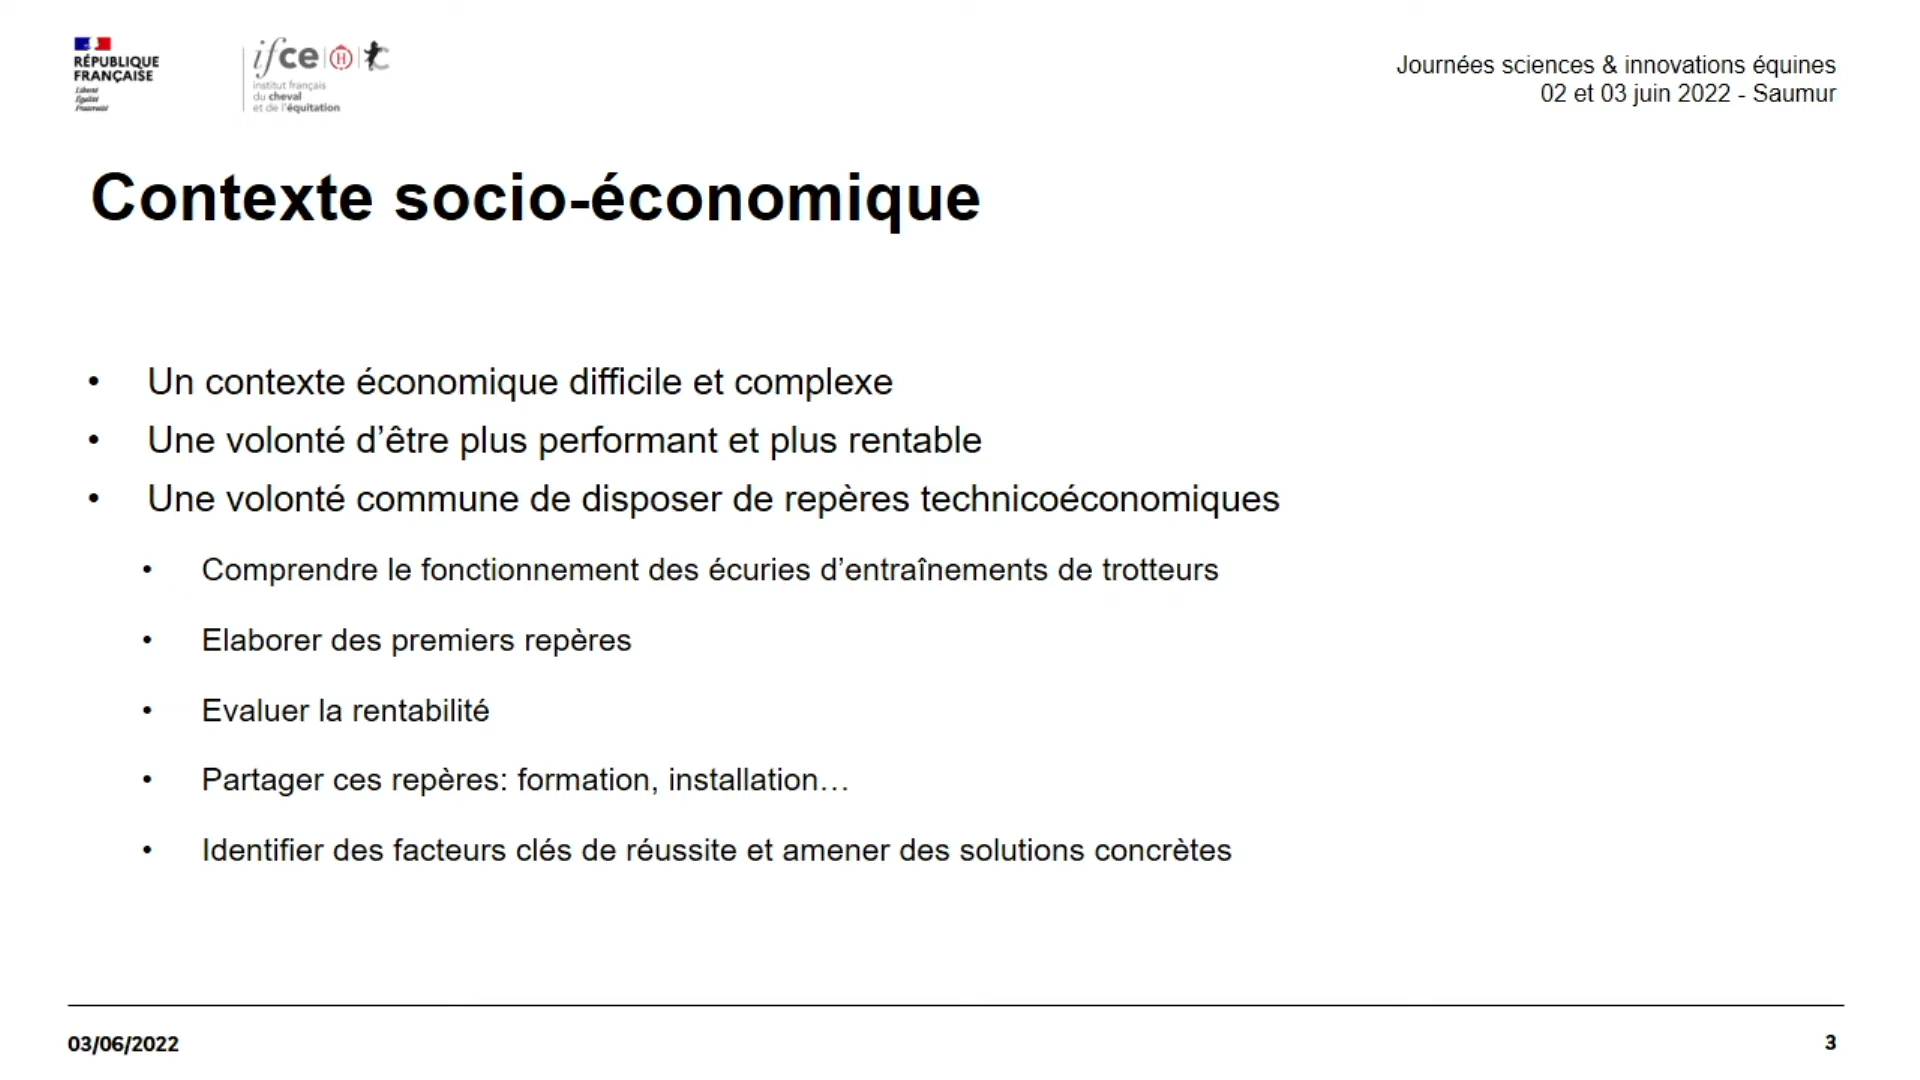 RÉPUBLIQUE
FRANÇAISE
Liberté
Égalité
Fraternité
ifce
institut français
du cheval
et de l'équitation
Journées sciences & innovations équines
02 et 03 juin 2022 - Saumur
Contexte socio-économique
• Un contexte économique difficile et complexe
• Une volonté d’être plus performant et plus rentable
• Une volonté commune de disposer de repères technicoéconomiques
• Comprendre le fonctionnement des écuries d’entraînements de trotteurs
• Elaborer des premiers repères
• Evaluer la rentabilité
• Partager ces repères: formation, installation…
• Identifier des facteurs clés de réussite et amener des solutions concrètes
03/06/2022
3